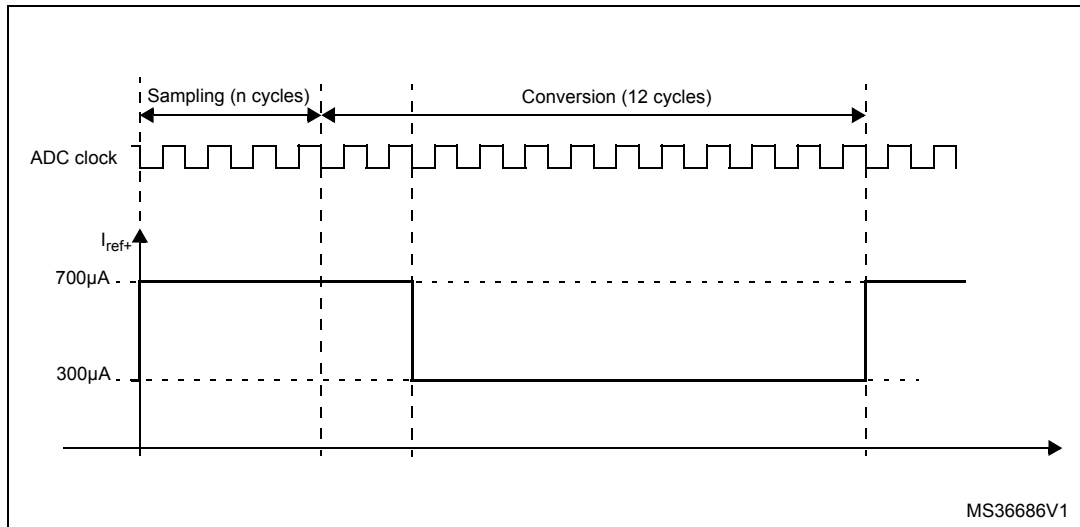 Sampling (n cycles)
Conversion (12 cycles)
ADC clock
Iref+
700µA
300µA
MS36686V1